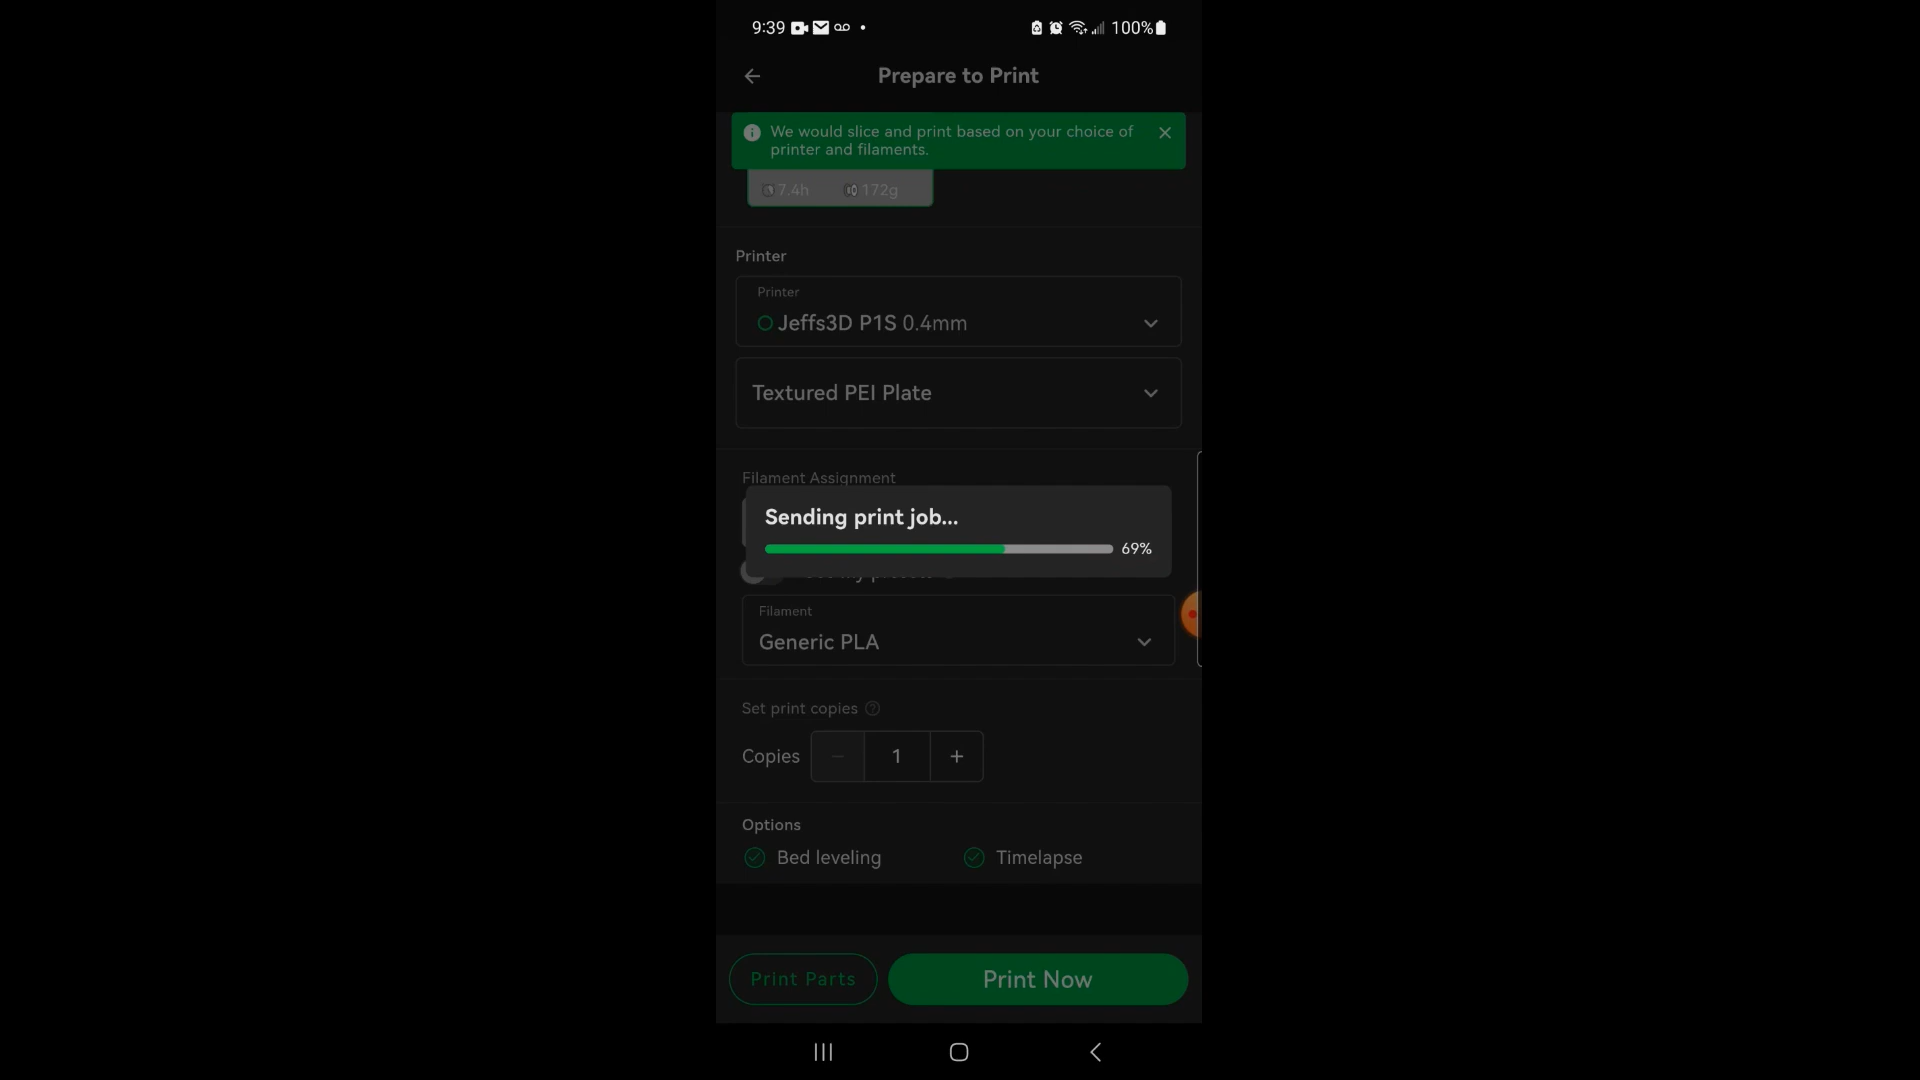 9:39 100%
Prepare to Print
We would slice and print based on your choice of
printer and filaments.
7.4h 172g
Printer
Printer
Jeffs3D P1S 0.4mm
Textured PEI Plate
Filament Assignment
Sending print job...
69%
Filament
Generic PLA
Set print copies
Copies 1
Options
Bed leveling Timelapse
Print Parts Print Now